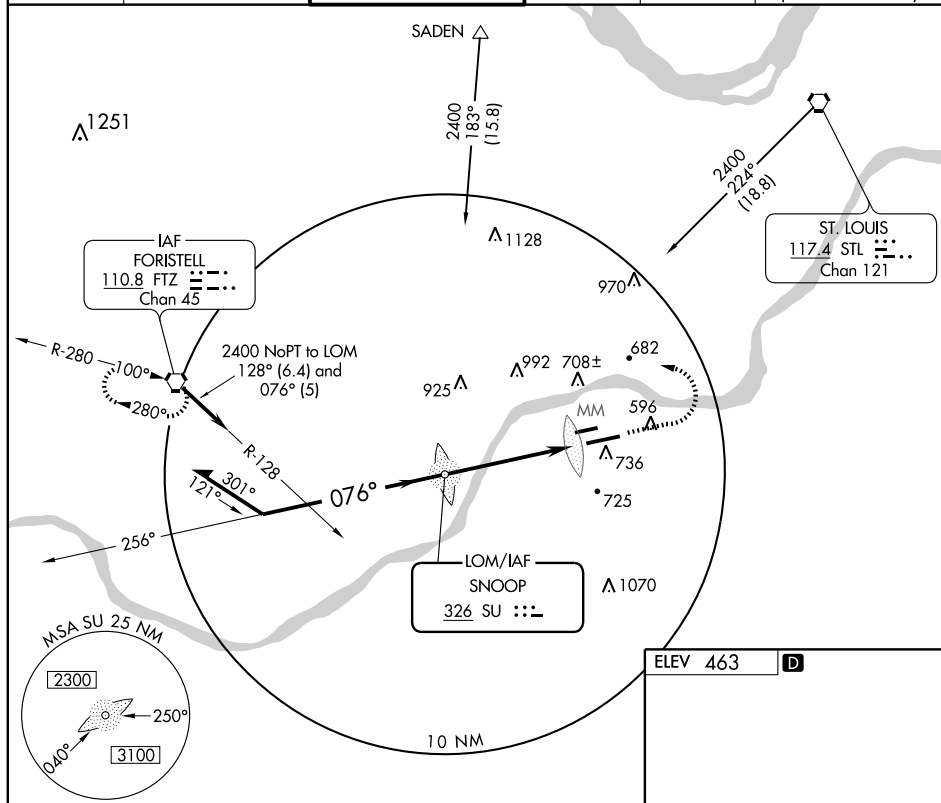 SADEN
1251
2400
183°
(15.8)
2400
224°
(18.8)
ST. LOUIS
117.4 STL
Chan 121
1128
970
IAF
FORISTELL
110.8 FTZ
Chan 45
R-280
100°
280°
2400 NoPT to LOM
128° (6.4) and
076° (5)
R-128
925
992
708±
682
MM
596
736
725
301°
121°
076°
256°
LOM/IAF
SNOOP
326 SU
1070
MSA SU 25 NM
2300
250°
040°
3100
10 NM
ELEV 463
D